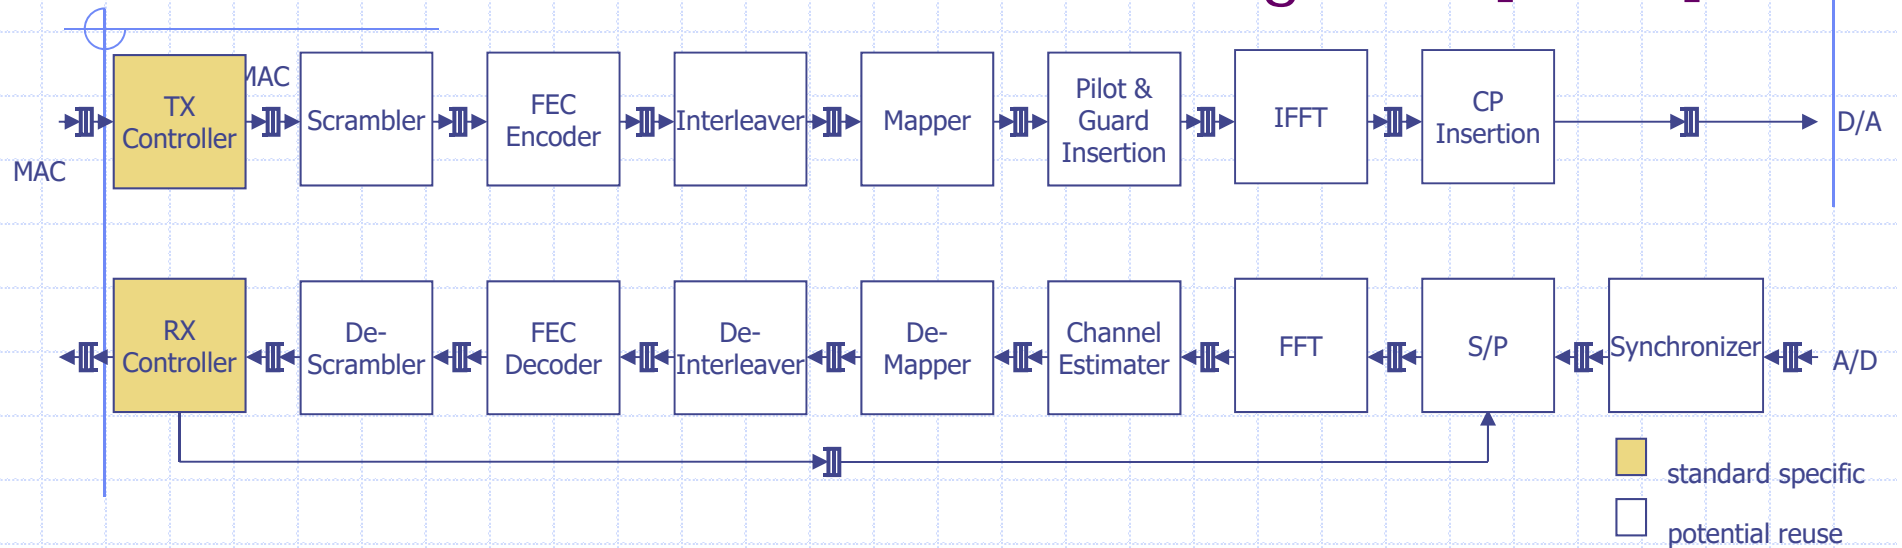 MAC
MAC
TX
Controller
Scrambler
FEC
Encoder
Interleaver
Mapper
Pilot &
Guard
Insertion
IFFT
CP
Insertion
D/A
RX
Controller
De-
Scrambler
FEC
Decoder
De-
Interleaver
De-
Mapper
Channel
Estimater
FFT
S/P
Synchronizer
A/D
standard specific
potential reuse